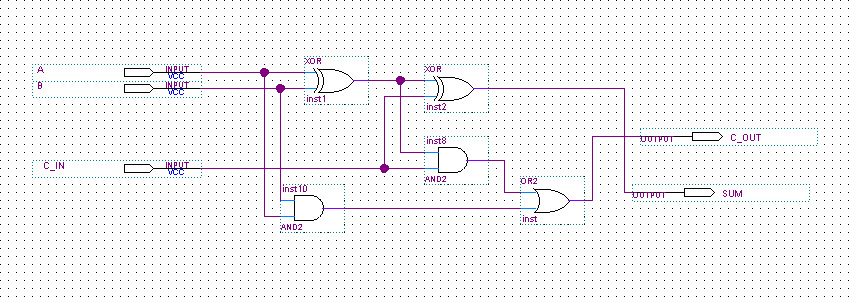 A
INPUT
VCC
B
INPUT
VCC
C_IN
INPUT
VCC
XOR
inst1
XOR
inst2
inst8
AND2
inst10
AND2
OR2
inst
OUTPUT
C_OUT
OUTPUT
SUM